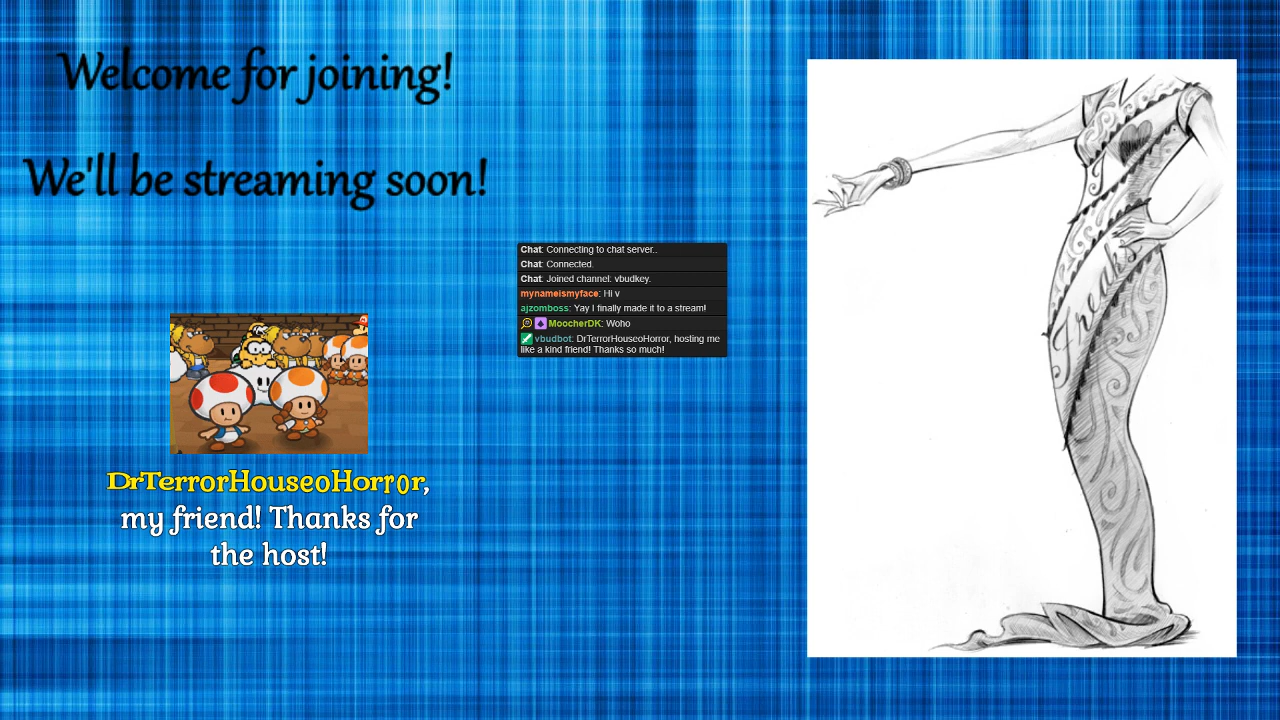 Welcome for joining!
We'll be streaming soon!
Chat: Connecting to chat server..
Chat: Connected.
Chat: Joined channel: vbudkey.
mynameismyface: Hi v
ajzomboss: Yay I finally made it to a stream!
MoocherDK: Woho
vbudbot: DrTerrorHouseoHorror, hosting me
like a kind friend! Thanks so much!
DrTerrorHouseoHorror,
my friend! Thanks for
the host!
Freaks